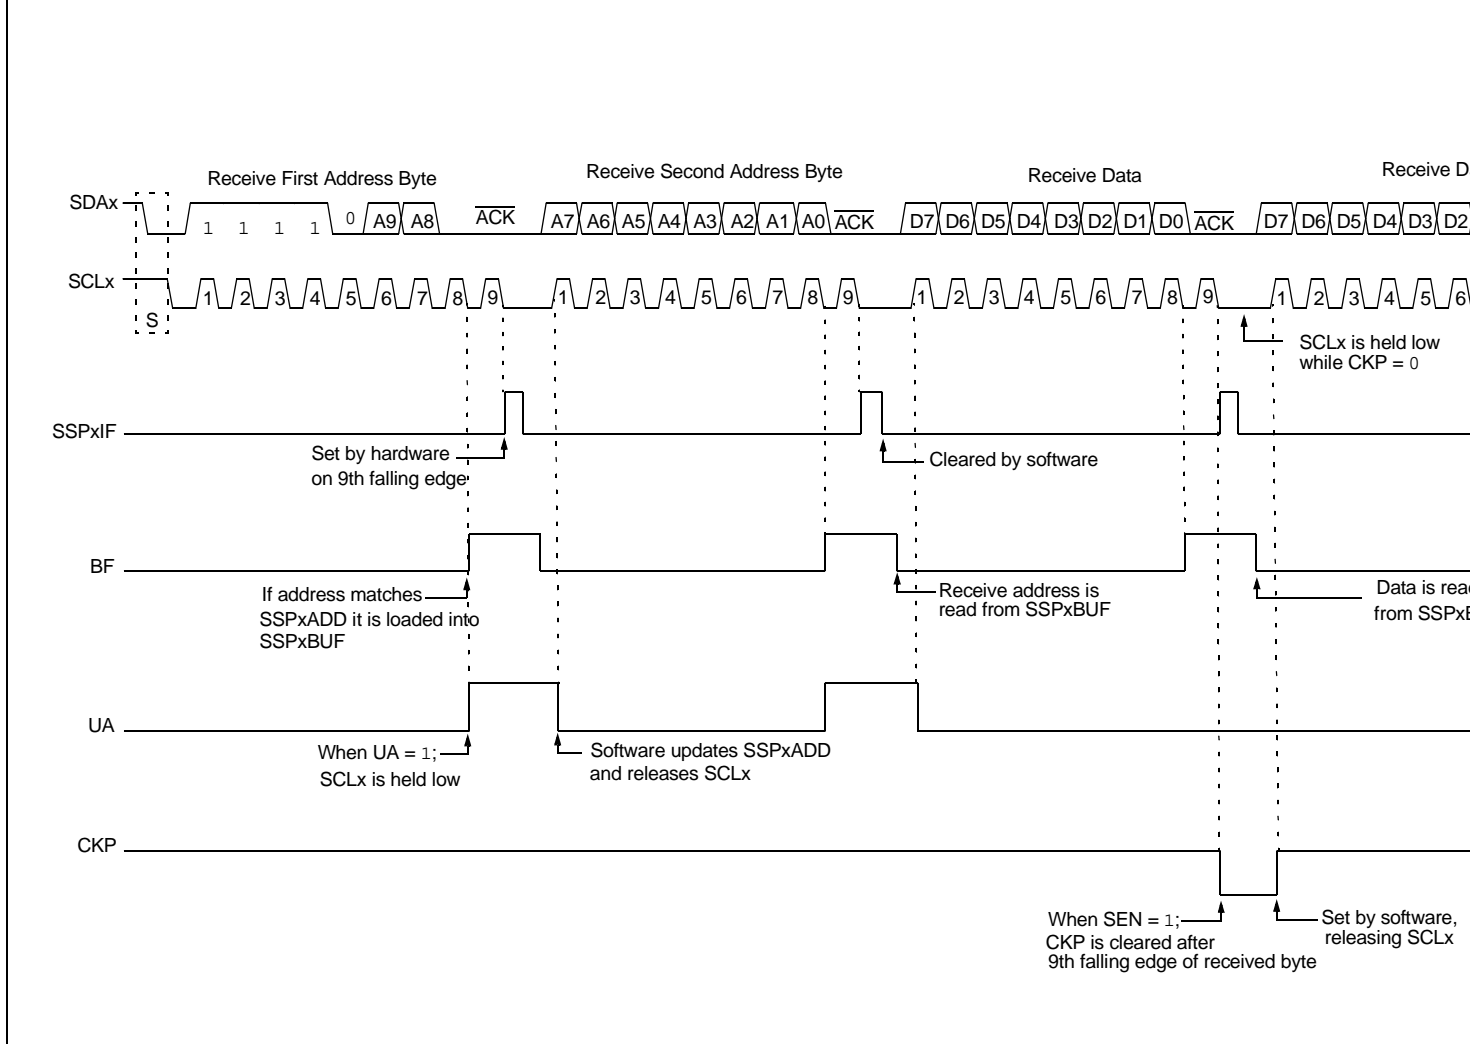 Receive First Address Byte
Receive Second Address Byte
Receive Data
Receive D
SDAx
1 1 1 1 0 A9 A8 ACK A7 A6 A5 A4 A3 A2 A1 A0 ACK D7 D6 D5 D4 D3 D2 D1 D0 ACK D7 D6 D5 D4 D3 D2
SCLx
1 2 3 4 5 6 7 8 9 1 2 3 4 5 6 7 8 9 1 2 3 4 5 6 7 8 9 1 2 3 4 5 6
S
SCLx is held low
while CKP = 0
SSPxIF
Set by hardware
on 9th falling edge
Cleared by software
BF
If address matches
SSPxADD it is loaded into
SSPxBUF
Receive address is
read from SSPxBUF
Data is read
from SSPxB
UA
When UA = 1;
SCLx is held low
Software updates SSPxADD
and releases SCLx
CKP
When SEN = 1;
CKP is cleared after
9th falling edge of received byte
Set by software,
releasing SCLx